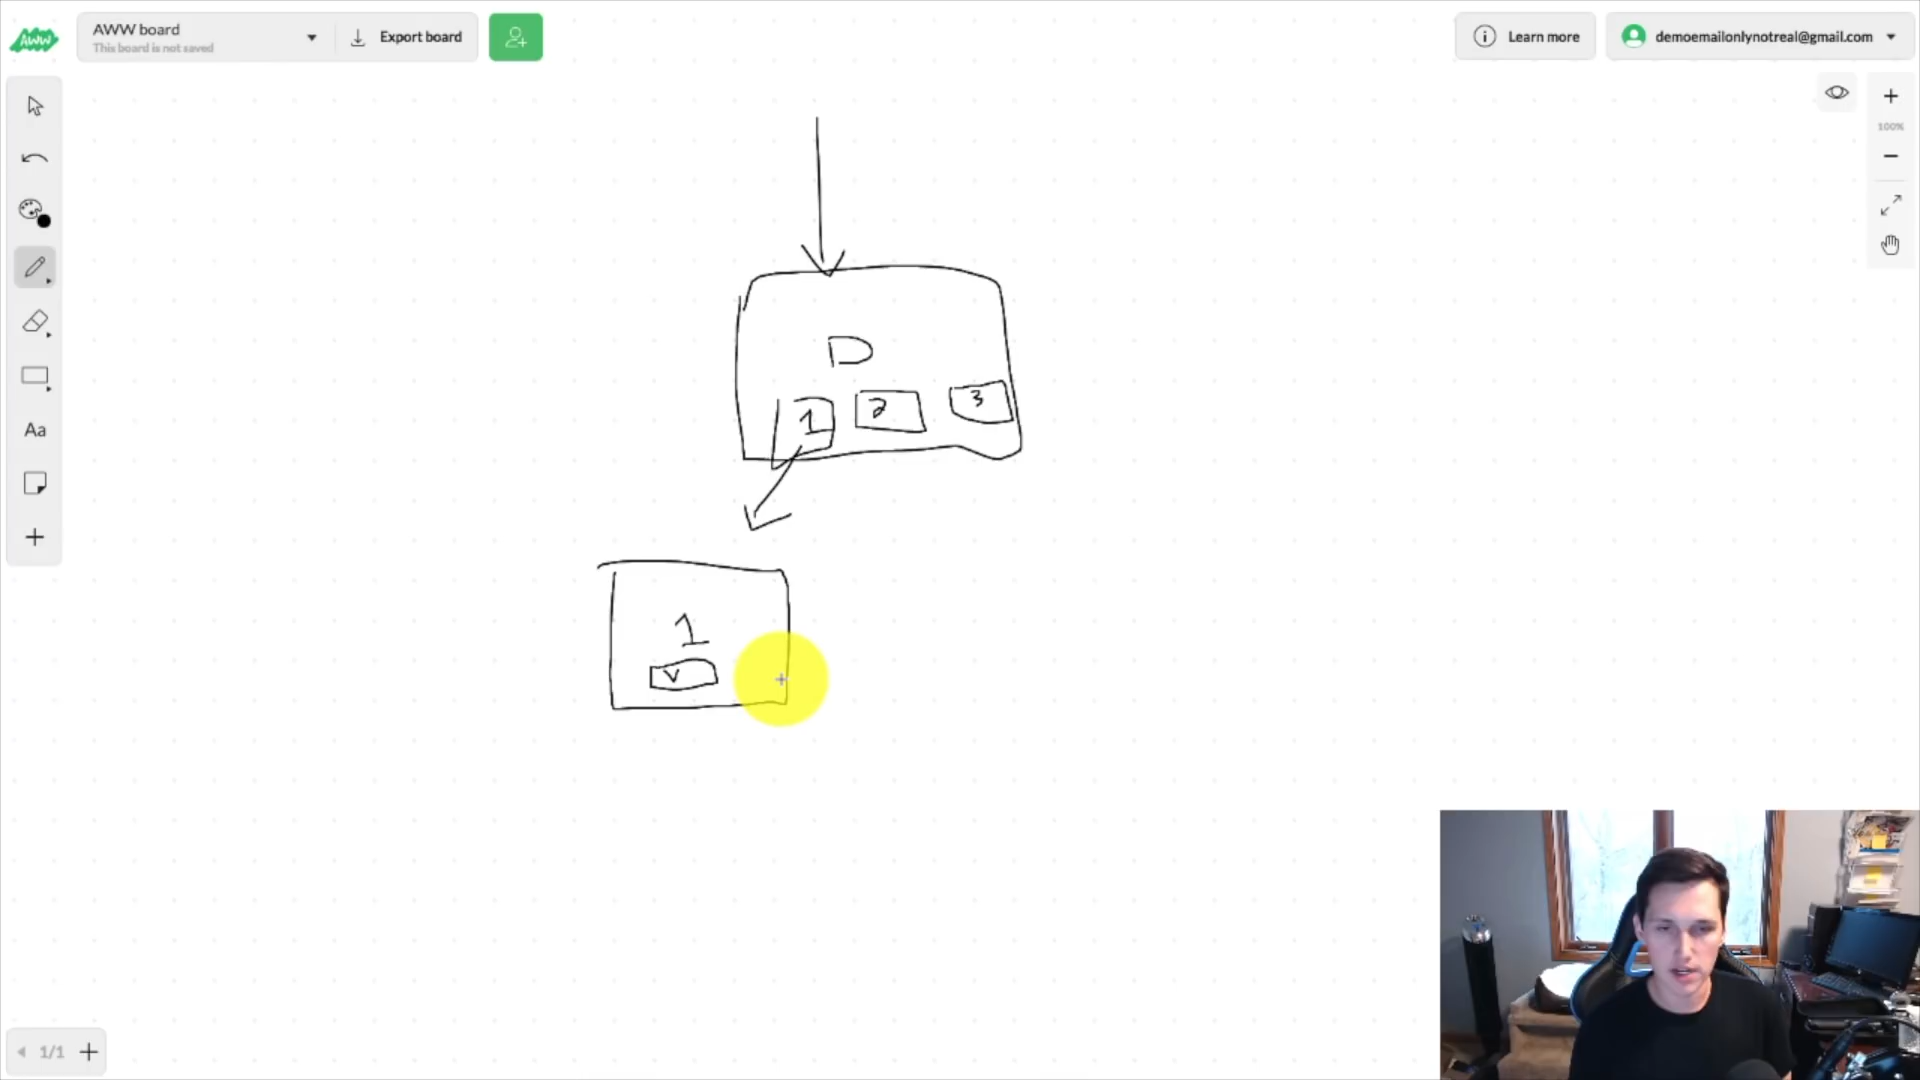 AWW
AWW board
This board is not saved
Export board
Learn more
demoemailonlynotreal@gmail.com
100%
Aa
D
1
2
3
1
V
1/1